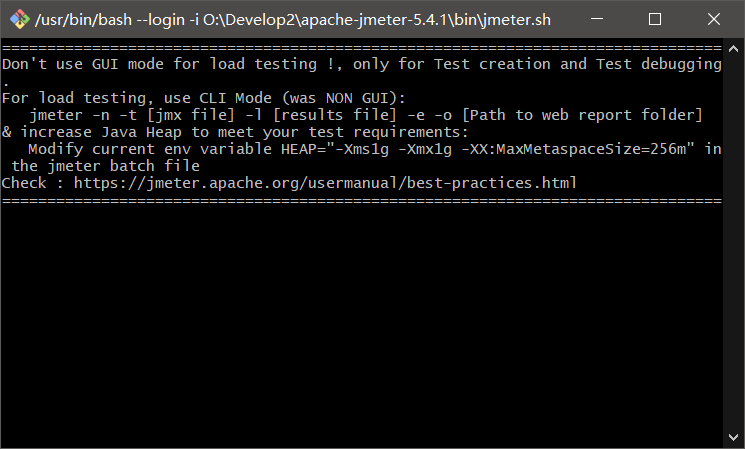 /usr/bin/bash --login -i O:\Develop2\apache-jmeter-5.4.1\bin\jmeter.sh
================================================================================
Don't use GUI mode for load testing !, only for Test creation and Test debugging
.
For load testing, use CLI Mode (was NON GUI):
   jmeter -n -t [jmx file] -l [results file] -e -o [Path to web report folder]
& increase Java Heap to meet your test requirements:
   Modify current env variable HEAP="-Xms1g -Xmx1g -XX:MaxMetaspaceSize=256m" in
 the jmeter batch file
Check : https://jmeter.apache.org/usermanual/best-practices.html
================================================================================